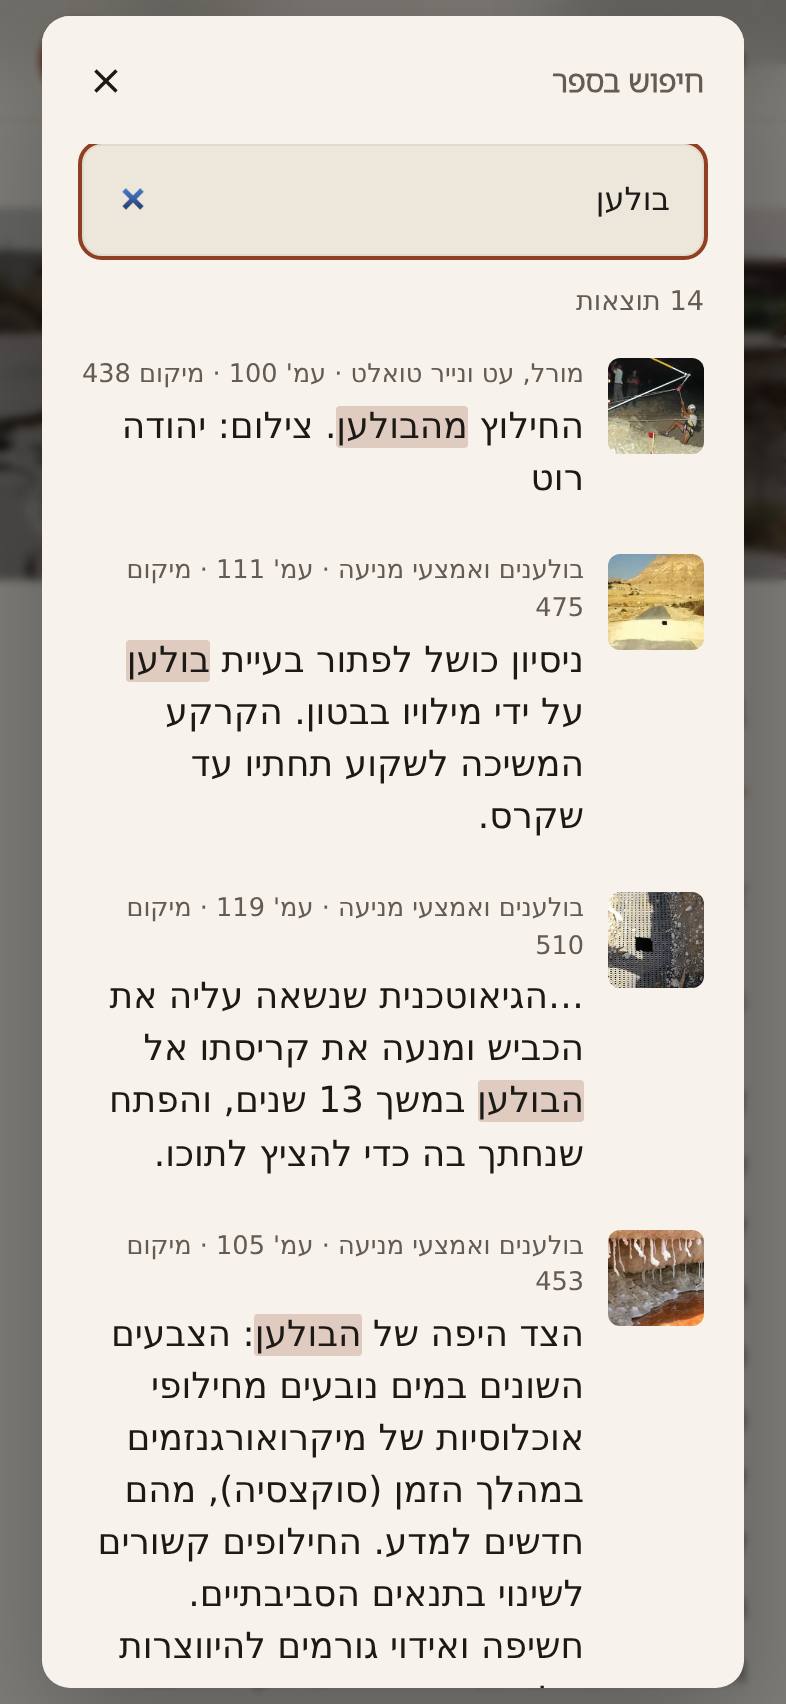 חיפוש בספר
בולען
14 תוצאות
מורל, עט ונייר טואלט · עמ' 100 · מיקום 438
החילוץ מהבולען. צילום: יהודה
רוט
בולענים ואמצעי מניעה · עמ' 111 · מיקום
475
ניסיון כושל לפתור בעיית בולען
על ידי מילויו בבטון. הקרקע
המשיכה לשקוע תחתיו עד
שקרס.
בולענים ואמצעי מניעה · עמ' 119 · מיקום
510
...הגיאוטכנית שנשאה עליה את
הכביש ומנעה את קריסתו אל
הבולען במשך 13 שנים, והפתח
שנחתך בה כדי להציץ לתוכו.
בולענים ואמצעי מניעה · עמ' 105 · מיקום
453
הצד היפה של הבולען: הצבעים
השונים במים נובעים מחילופי
אוכלוסיות של מיקרואורגנזמים
במהלך הזמן (סוקצסיה), מהם
חדשים למדע. החילופים קשורים
לשינוי בתנאים הסביבתיים.
חשיפה ואידוי גורמים להיווצרות